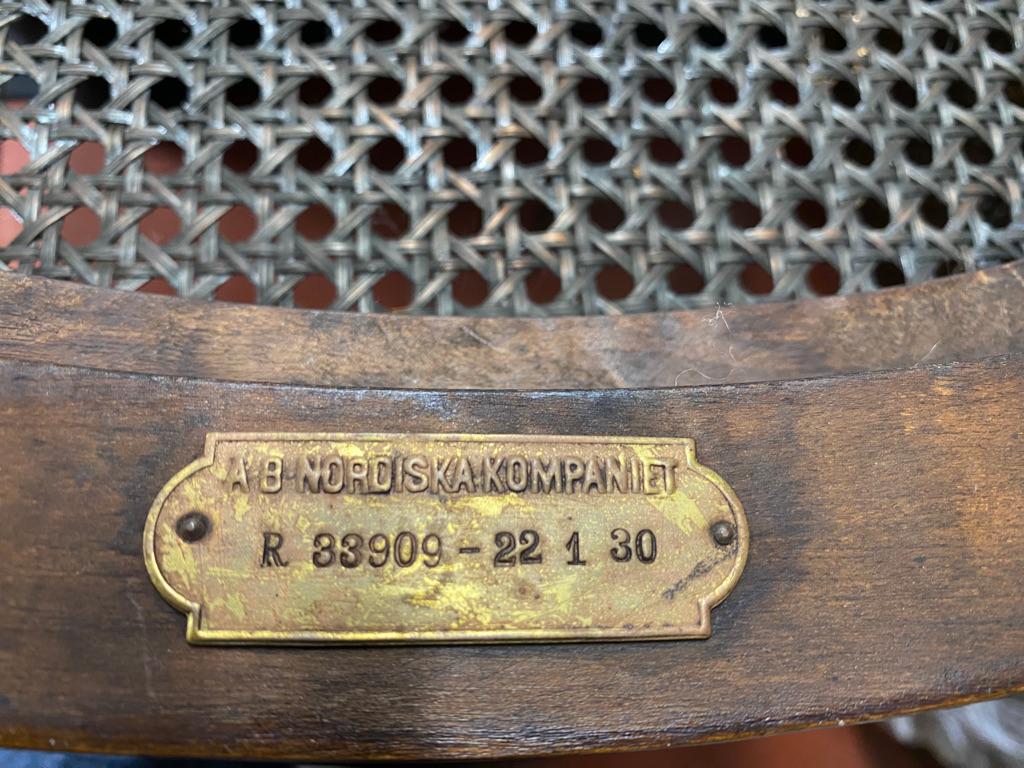 A·B·NORDISKA·KOMPANIET
R 33909 - 22 1 30